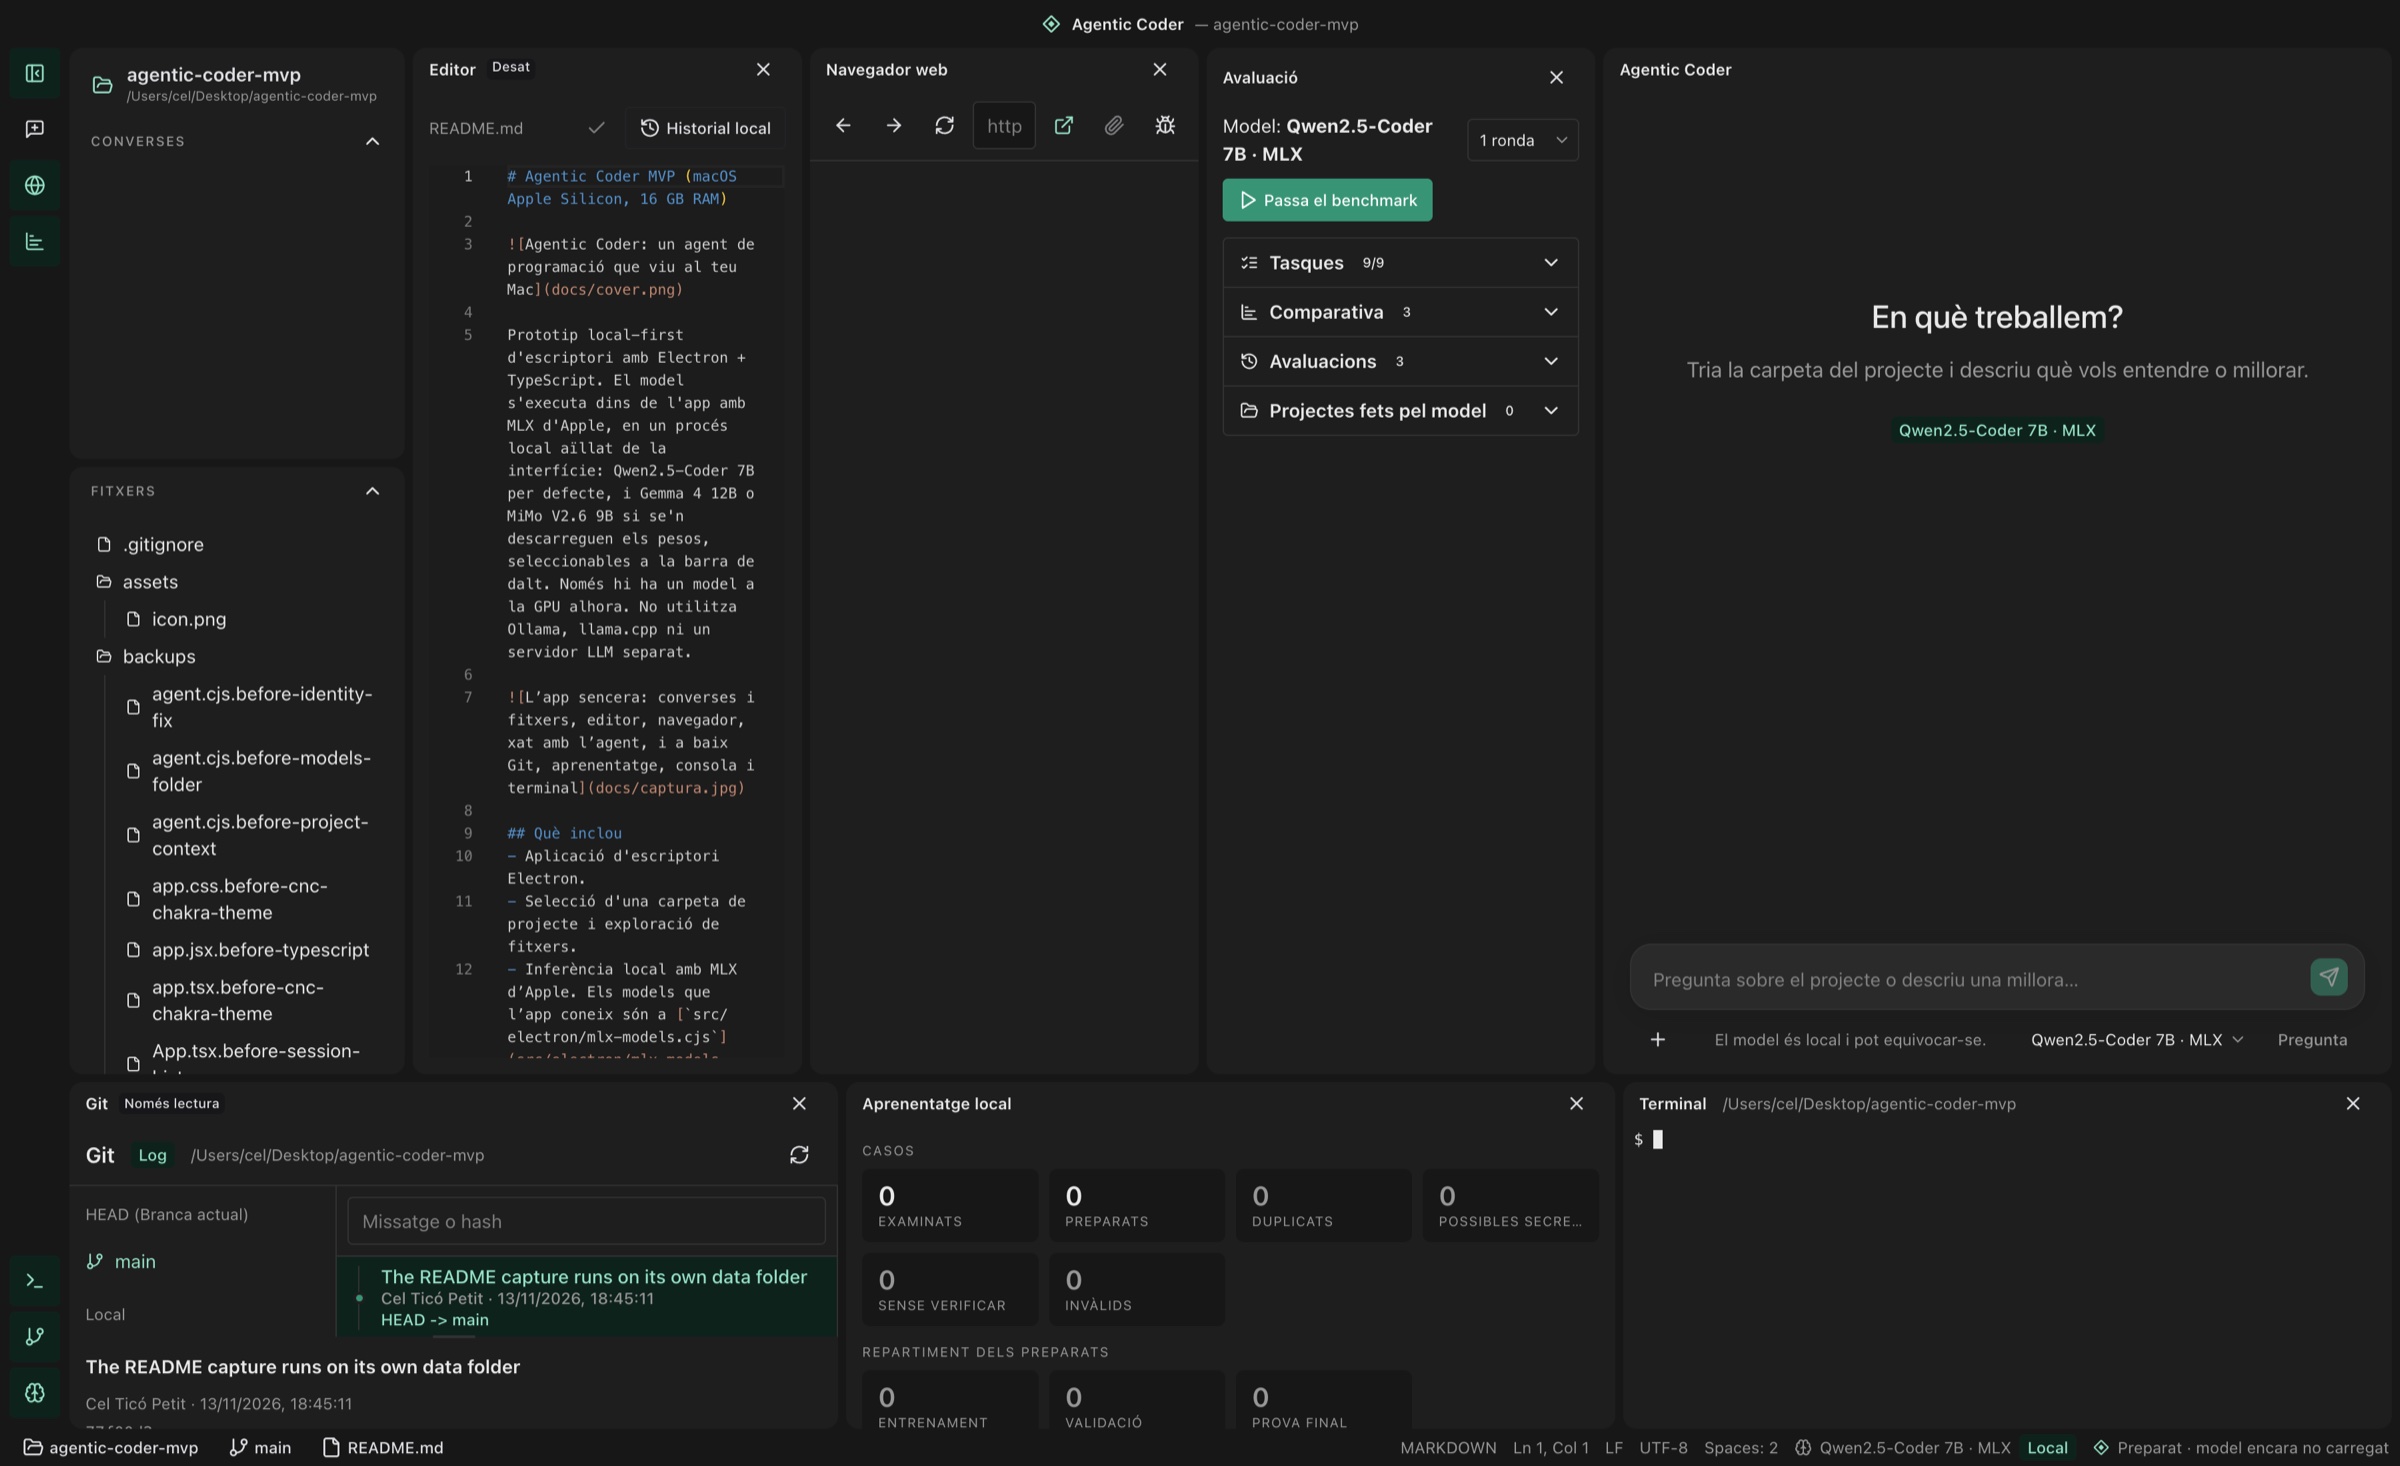 Agentic Coder — agentic-coder-mvp
agentic-coder-mvp
/Users/cel/Desktop/agentic-coder-mvp
CONVERSES
FITXERS
.gitignore
assets
icon.png
backups
agent.cjs.before-identity-
fix
agent.cjs.before-models-
folder
agent.cjs.before-project-
context
app.css.before-cnc-
chakra-theme
app.jsx.before-typescript
app.tsx.before-cnc-
chakra-theme
App.tsx.before-session-
Editor Desat
README.md Historial local
1 # Agentic Coder MVP (macOS
Apple Silicon, 16 GB RAM)
2
3 ![Agentic Coder: un agent de
programació que viu al teu
Mac](docs/cover.png)
4
5 Prototip local-first
d'escriptori amb Electron +
TypeScript. El model
s'executa dins de l'app amb
MLX d'Apple, en un procés
local aïllat de la
interfície: Qwen2.5-Coder 7B
per defecte, i Gemma 4 12B o
MiMo V2.6 9B si se'n
descarreguen els pesos,
seleccionables a la barra de
dalt. Només hi ha un model a
la GPU alhora. No utilitza
Ollama, llama.cpp ni un
servidor LLM separat.
6
7 ![L’app sencera: converses i
fitxers, editor, navegador,
xat amb l’agent, i a baix
Git, aprenentatge, consola i
terminal](docs/captura.jpg)
8
9 ## Què inclou
10 - Aplicació d'escriptori
Electron.
11 - Selecció d'una carpeta de
projecte i exploració de
fitxers.
12 - Inferència local amb MLX
d’Apple. Els models que
l’app coneix són a [`src/
electron/mlx-models.cjs`]
(src/electron/mlx-models.
Navegador web
http
Avaluació
Model: Qwen2.5-Coder
7B · MLX
1 ronda
Passa el benchmark
Tasques 9/9
Comparativa 3
Avaluacions 3
Projectes fets pel model 0
Agentic Coder
En què treballem?
Tria la carpeta del projecte i descriu què vols entendre o millorar.
Qwen2.5-Coder 7B · MLX
Pregunta sobre el projecte o descriu una millora...
El model és local i pot equivocar-se. Qwen2.5-Coder 7B · MLX Pregunta
Git Només lectura
Git Log /Users/cel/Desktop/agentic-coder-mvp
HEAD (Branca actual)
main
Local
Missatge o hash
The README capture runs on its own data folder
Cel Ticó Petit · 13/11/2026, 18:45:11
HEAD -> main
The README capture runs on its own data folder
Cel Ticó Petit · 13/11/2026, 18:45:11
Aprenentatge local
CASOS
0 0 0 0
EXAMINATS PREPARATS DUPLICATS POSSIBLES SECRE...
0 0
SENSE VERIFICAR INVÀLIDS
REPARTIMENT DELS PREPARATS
0 0 0
ENTRENAMENT VALIDACIÓ PROVA FINAL
Terminal /Users/cel/Desktop/agentic-coder-mvp
$
agentic-coder-mvp main README.md MARKDOWN Ln 1, Col 1 LF UTF-8 Spaces: 2 Qwen2.5-Coder 7B · MLX Local Preparat · model encara no carregat